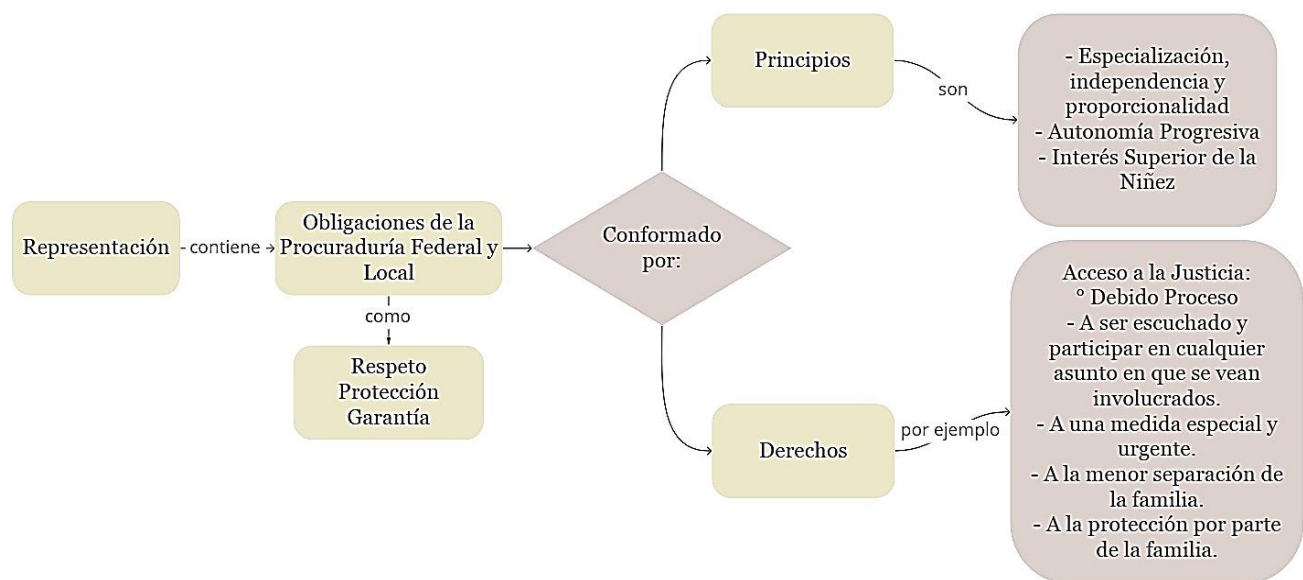 Representación
contiene
Obligaciones de la
Procuraduría Federal y
Local
como
Respeto
Protección
Garantía
Conformado
por:
Principios
son
- Especialización,
independencia y
proporcionalidad
- Autonomía Progresiva
- Interés Superior de la
Niñez
Derechos
por ejemplo
Acceso a la Justicia:
° Debido Proceso
- A ser escuchado y
participar en cualquier
asunto en que se vean
involucrados.
- A una medida especial y
urgente.
- A la menor separación de
la familia.
- A la protección por parte
de la familia.